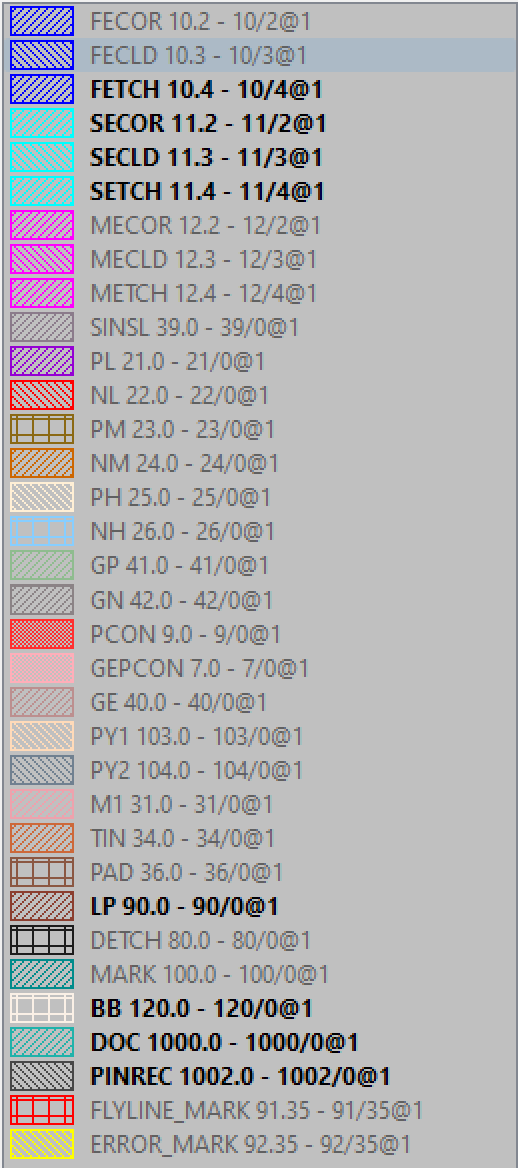 FECOR 10.2 - 10/2@1
FECLD 10.3 - 10/3@1
FETCH 10.4 - 10/4@1
SECOR 11.2 - 11/2@1
SECLD 11.3 - 11/3@1
SETCH 11.4 - 11/4@1
MECOR 12.2 - 12/2@1
MECLD 12.3 - 12/3@1
METCH 12.4 - 12/4@1
SINSL 39.0 - 39/0@1
PL 21.0 - 21/0@1
NL 22.0 - 22/0@1
PM 23.0 - 23/0@1
NM 24.0 - 24/0@1
PH 25.0 - 25/0@1
NH 26.0 - 26/0@1
GP 41.0 - 41/0@1
GN 42.0 - 42/0@1
PCON 9.0 - 9/0@1
GEPCON 7.0 - 7/0@1
GE 40.0 - 40/0@1
PY1 103.0 - 103/0@1
PY2 104.0 - 104/0@1
M1 31.0 - 31/0@1
TIN 34.0 - 34/0@1
PAD 36.0 - 36/0@1
LP 90.0 - 90/0@1
DETCH 80.0 - 80/0@1
MARK 100.0 - 100/0@1
BB 120.0 - 120/0@1
DOC 1000.0 - 1000/0@1
PINREC 1002.0 - 1002/0@1
FLYLINE_MARK 91.35 - 91/35@1
ERROR_MARK 92.35 - 92/35@1